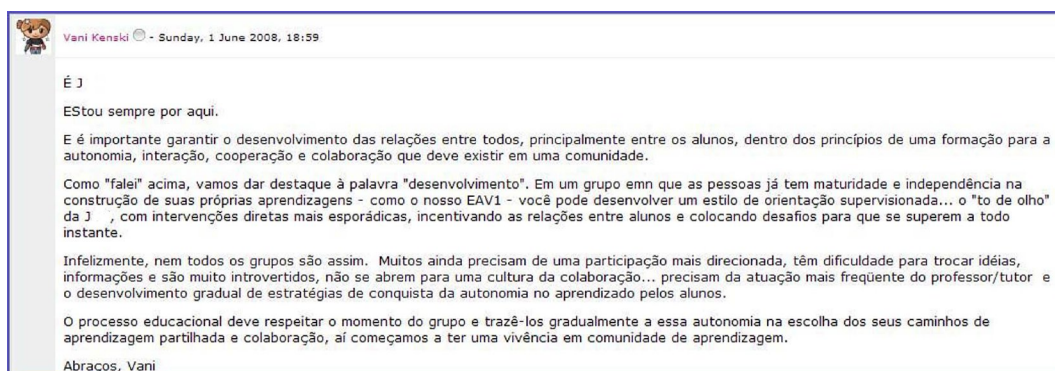 Vani Kenski - Sunday, 1 June 2008, 18:59
É J
EStou sempre por aqui.
E é importante garantir o desenvolvimento das relações entre todos, principalmente entre os alunos, dentro dos princípios de uma formação para a
autonomia, interação, cooperação e colaboração que deve existir em uma comunidade.
Como "falei" acima, vamos dar destaque à palavra "desenvolvimento". Em um grupo emn que as pessoas já tem maturidade e independência na
construção de suas próprias aprendizagens - como o nosso EAV1 - você pode desenvolver um estilo de orientação supervisionada... o "to de olho"
da J , com intervenções diretas mais esporádicas, incentivando as relações entre alunos e colocando desafios para que se superem a todo
instante.
Infelizmente, nem todos os grupos são assim. Muitos ainda precisam de uma participação mais direcionada, têm dificuldade para trocar idéias,
informações e são muito introvertidos, não se abrem para uma cultura da colaboração... precisam da atuação mais freqüente do professor/tutor e
o desenvolvimento gradual de estratégias de conquista da autonomia no aprendizado pelos alunos.
O processo educacional deve respeitar o momento do grupo e trazê-los gradualmente a essa autonomia na escolha dos seus caminhos de
aprendizagem partilhada e colaboração, aí começamos a ter uma vivência em comunidade de aprendizagem.
Abraços, Vani